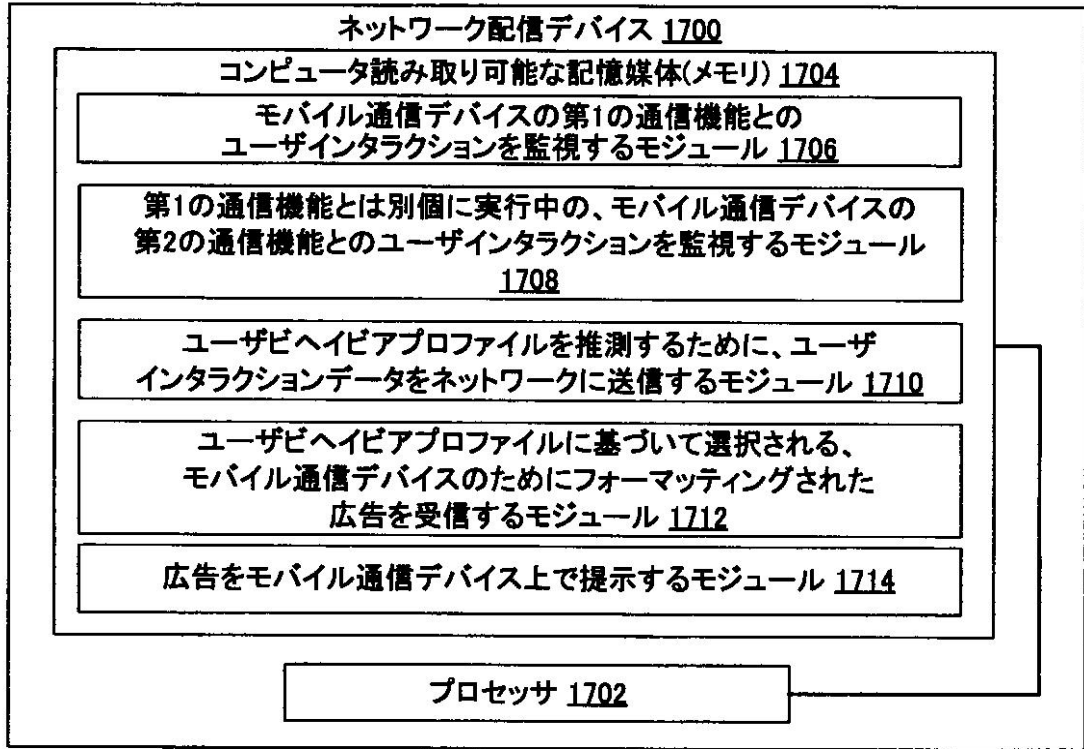 ネットワーク配信デバイス 1700
コンピュータ読み取り可能な記憶媒体(メモリ) 1704
モバイル通信デバイスの第1の通信機能との
ユーザインタラクションを監視するモジュール 1706
第1の通信機能とは別個に実行中の、モバイル通信デバイスの
第2の通信機能とのユーザインタラクションを監視するモジュール
1708
ユーザビヘイビアプロファイルを推測するために、ユーザ
インタラクションデータをネットワークに送信するモジュール 1710
ユーザビヘイビアプロファイルに基づいて選択される、
モバイル通信デバイスのためにフォーマッティングされた
広告を受信するモジュール 1712
広告をモバイル通信デバイス上で提示するモジュール 1714
プロセッサ 1702